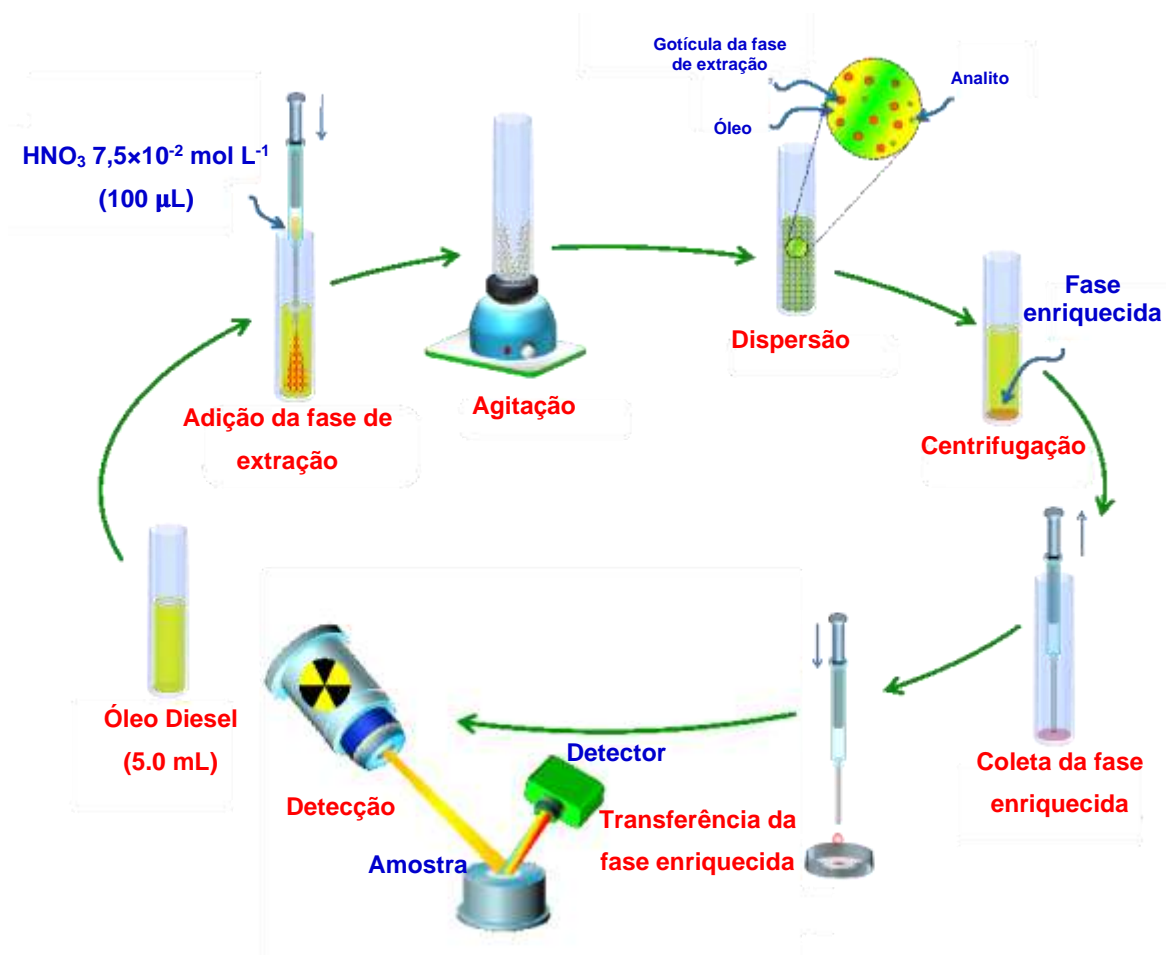 Gotícula da fase
de extração
Analito
Óleo
HNO₃ 7,5×10⁻² mol L⁻¹
(100 µL)
Adição da fase de
extração
Agitação
Dispersão
Fase
enriquecida
Centrifugação
Óleo Diesel
(5.0 mL)
Detecção
Detector
Amostra
Transferência da
fase enriquecida
Coleta da fase
enriquecida